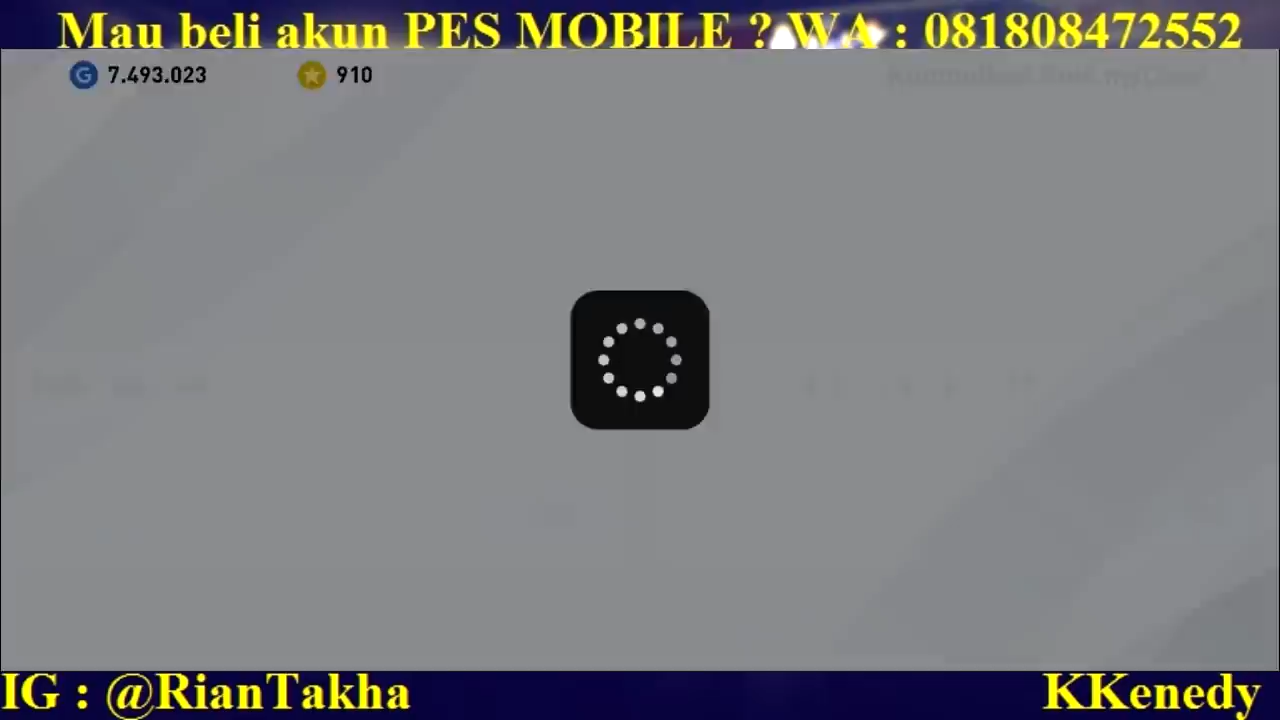 Mau beli akun PES MOBILE ? WA : 081808472552
G 7.493.023 910
IG : @RianTakha KKenedy